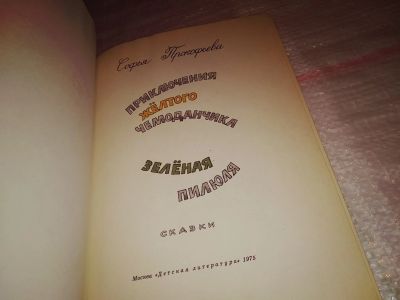 Софья Прокофьева
ПРИКЛЮЧЕНИЯ
ЖЁЛТОГО
ЧЕМОДАНЧИКА
ЗЕЛЁНАЯ
ПИЛЮЛЯ
СКАЗКИ
Москва «Детская литература» 1975